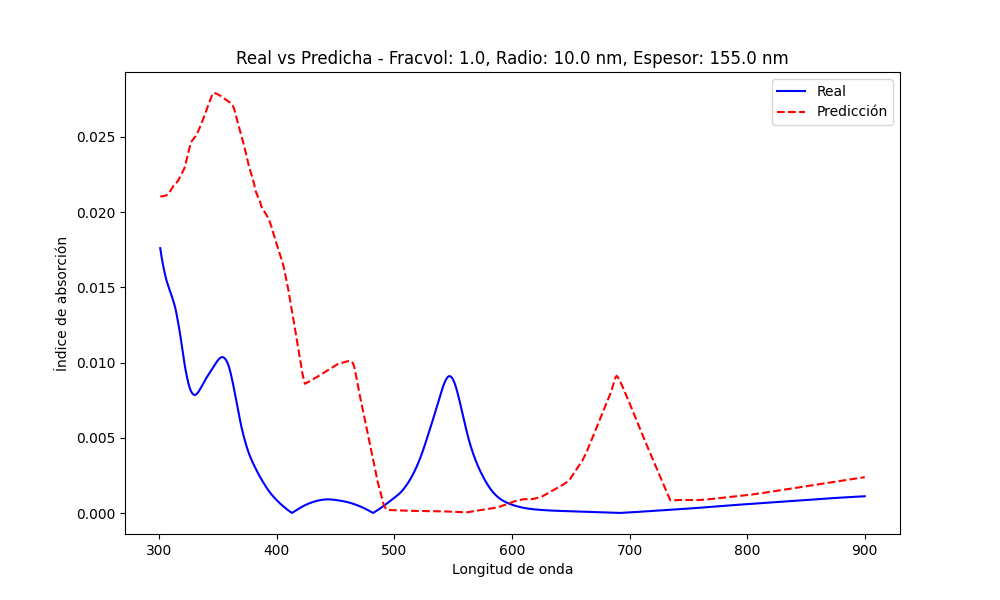 Real vs Predicha - Fracvol: 1.0, Radio: 10.0 nm, Espesor: 155.0 nm
Real
Predicción
Índice de absorción
0.025
0.020
0.015
0.010
0.005
0.000
300 400 500 600 700 800 900
Longitud de onda